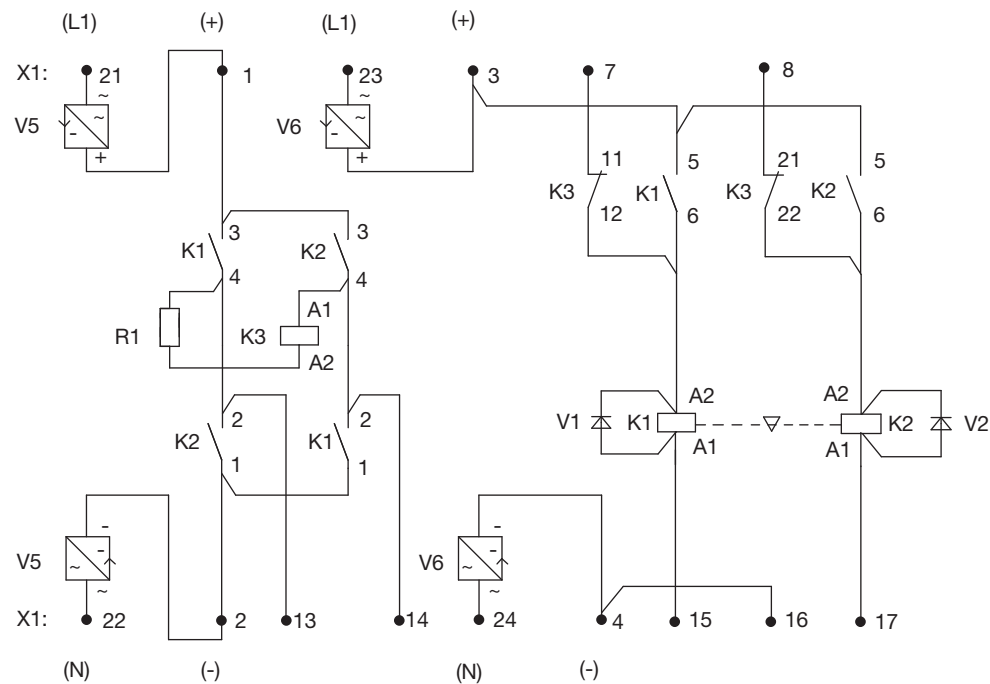 (L1) (+) (L1) (+)
X1: 21 1 23 3 7 8
~ ~
V5 ~ - V6 ~ -
+ +
11 5 21 5
K3 K1 K3 K2
12 6 22 6
3 3
K1 K2
4 4
A1
R1 K3
A2
A2 A2
2 2 V1 K1 K2 V2
K2 K1 A1 A1
1 1
- -
V5 - ~ V6 - ~
~ ~
X1: 22 2 13 14 24 4 15 16 17
(N) (-) (N) (-)